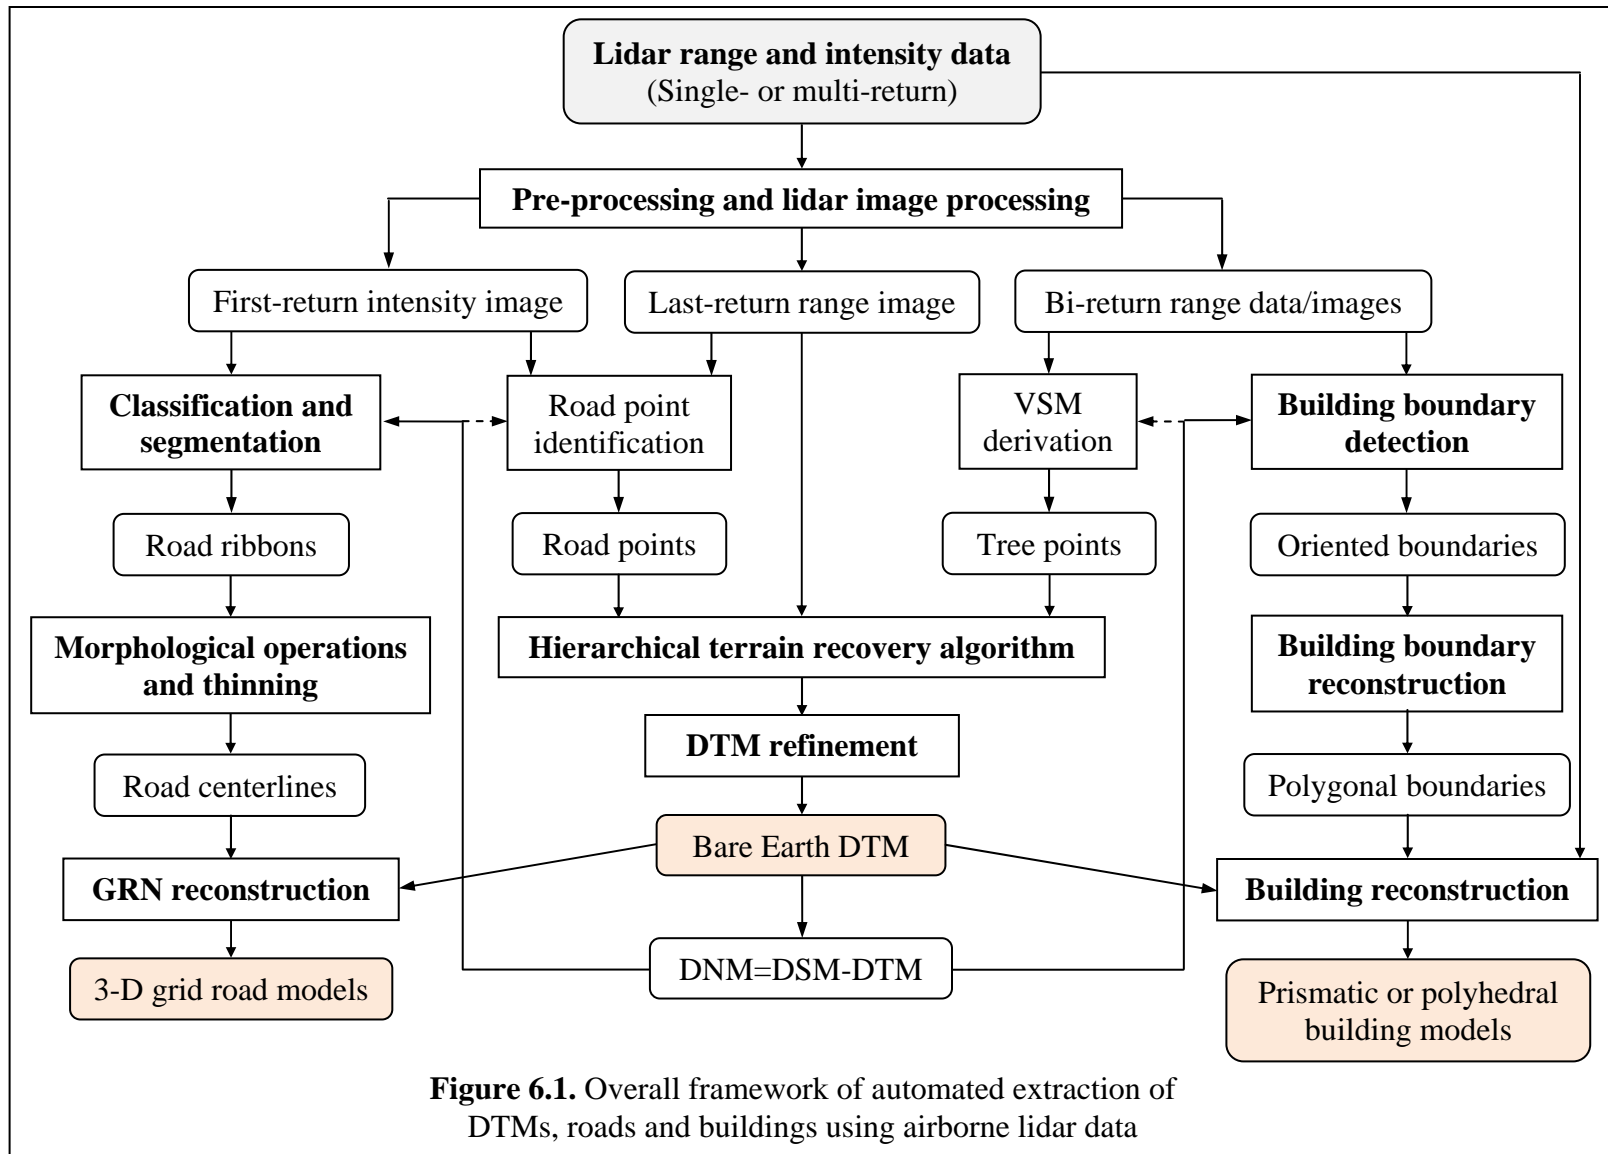 Lidar range and intensity data
(Single- or multi-return)
Pre-processing and lidar image processing
First-return intensity image
Last-return range image
Bi-return range data/images
Classification and
segmentation
Road point
identification
VSM
derivation
Building boundary
detection
Road ribbons
Road points
Tree points
Oriented boundaries
Morphological operations
and thinning
Hierarchical terrain recovery algorithm
Building boundary
reconstruction
DTM refinement
Road centerlines
Polygonal boundaries
Bare Earth DTM
GRN reconstruction
Building reconstruction
3-D grid road models
DNM=DSM-DTM
Prismatic or polyhedral
building models
Figure 6.1. Overall framework of automated extraction of
DTMs, roads and buildings using airborne lidar data